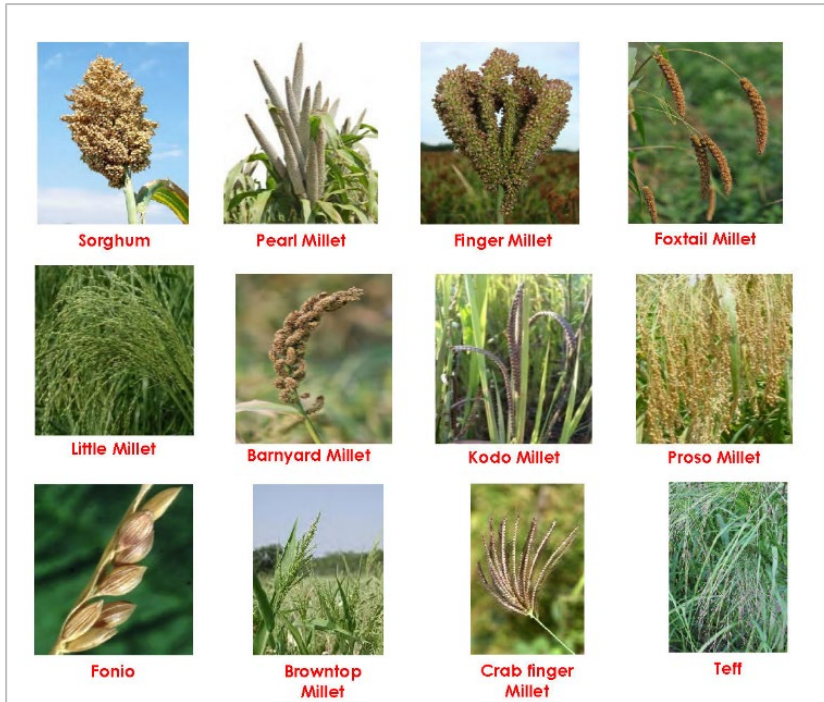 Sorghum
Pearl Millet
Finger Millet
Foxtail Millet
Little Millet
Barnyard Millet
Kodo Millet
Proso Millet
Fonio
Browntop
Millet
Crab finger
Millet
Teff